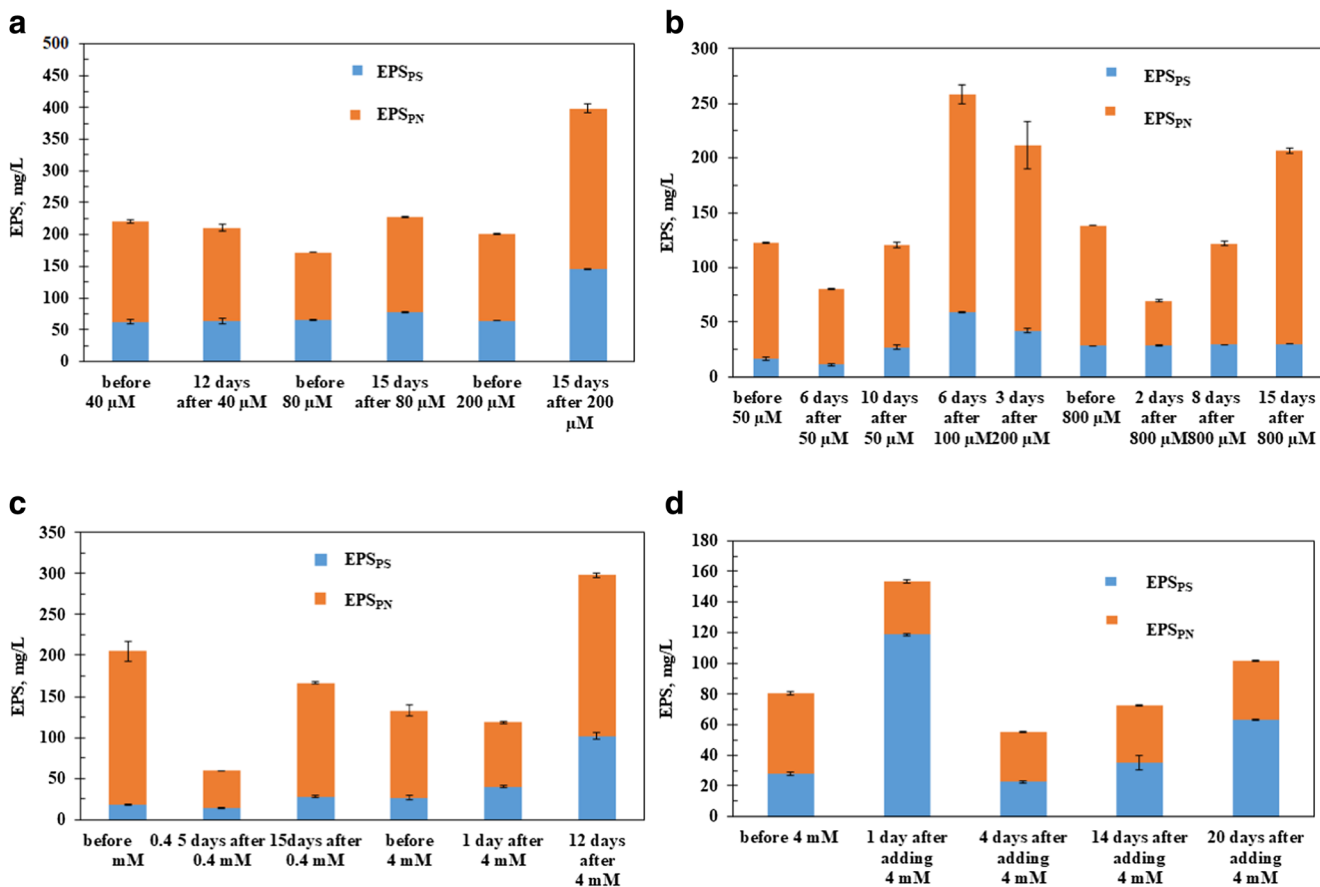 a
500
450
400
350
300
250
200
150
100
50
0
EPS, mg/L
EPSPS
EPSPN
before
40 μM
12 days
after 40 μM
before
80 μM
15 days
after 80 μM
before
200 μM
15 days
after 200
μM
b
300
250
200
150
100
50
0
EPS, mg/L
EPSPS
EPSPN
before
50 μM
6 days
after
50 μM
10 days
after
50 μM
6 days
after
100 μM
3 days
after
200 μM
before
800 μM
2 days
after
800 μM
8 days
after
800 μM
15 days
after
800 μM
c
350
300
250
200
150
100
50
0
EPS, mg/L
EPSPS
EPSPN
before 0.4
mM
5 days after
0.4 mM
15days after
0.4 mM
before
4 mM
1 day after
4 mM
12 days
after
4 mM
d
180
160
140
120
100
80
60
40
20
0
EPS, mg/L
EPSPS
EPSPN
before 4 mM
1 day after
adding
4 mM
4 days after
adding
4 mM
14 days after
adding
4 mM
20 days after
adding
4 mM